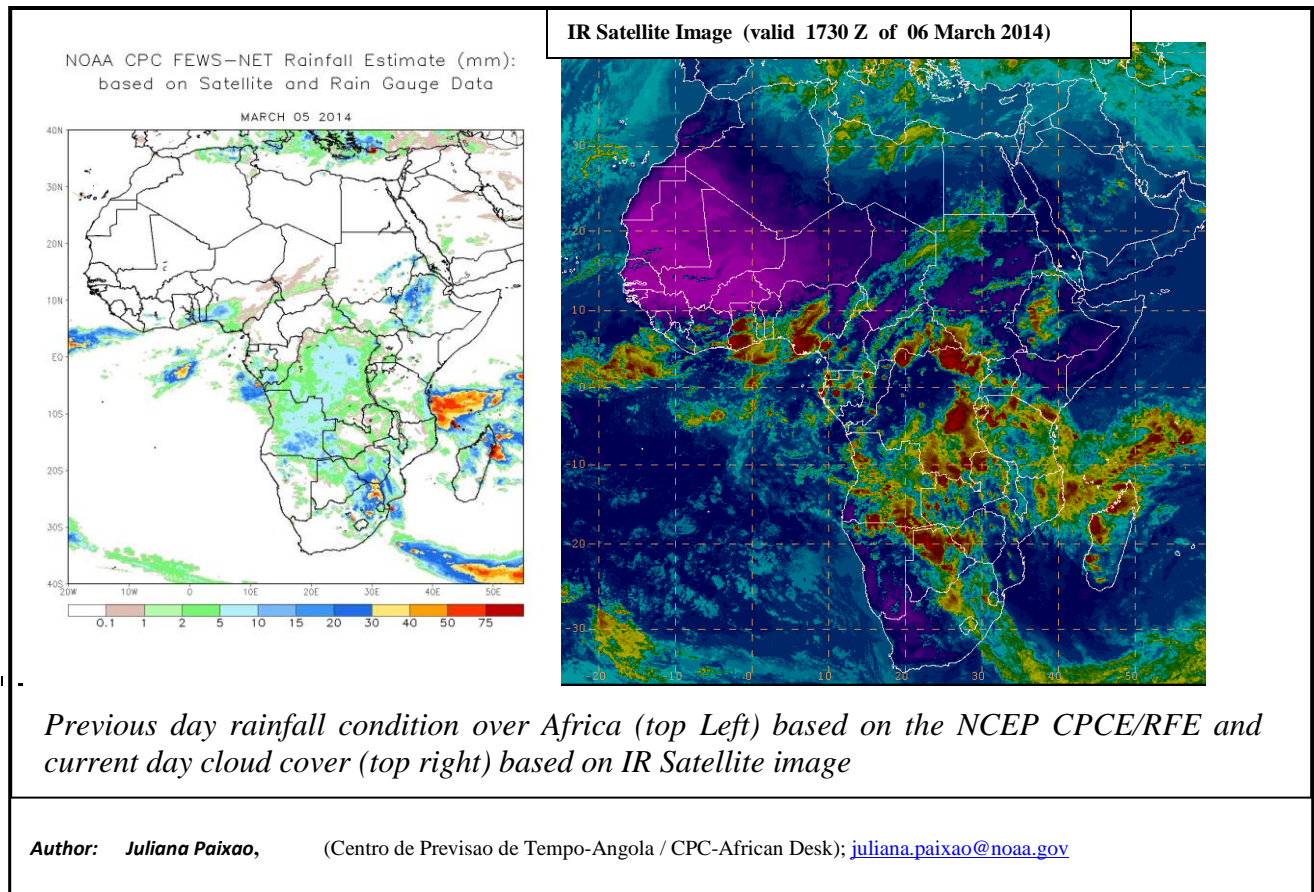 IR Satellite Image (valid 1730 Z of 06 March 2014)
NOAA CPC FEWS-NET Rainfall Estimate (mm):
based on Satellite and Rain Gauge Data
MARCH 05 2014
40N
30N
20N
10N
EQ
10S
20S
30S
40S
20W 10W 0 10E 20E 30E 40E 50E
0.1 1 2 5 10 15 20 30 40 50 75
30
20
10
0
-10
-20
-30
-20 -10 0 10 20 30 40 50
Previous day rainfall condition over Africa (top Left) based on the NCEP CPCE/RFE and
current day cloud cover (top right) based on IR Satellite image
Author: Juliana Paixao, (Centro de Previsao de Tempo-Angola / CPC-African Desk); juliana.paixao@noaa.gov